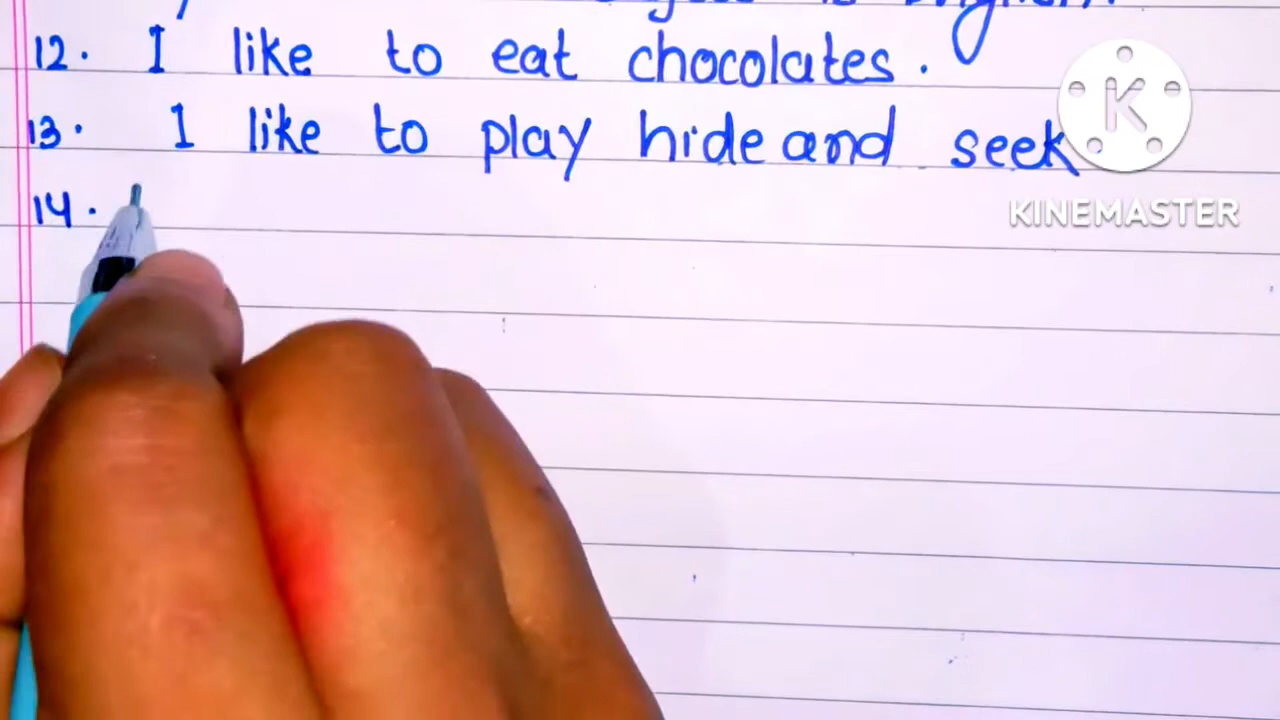 12. I like to eat chocolates.
13. I like to play hide and seek.
14.
K
KINEMASTER